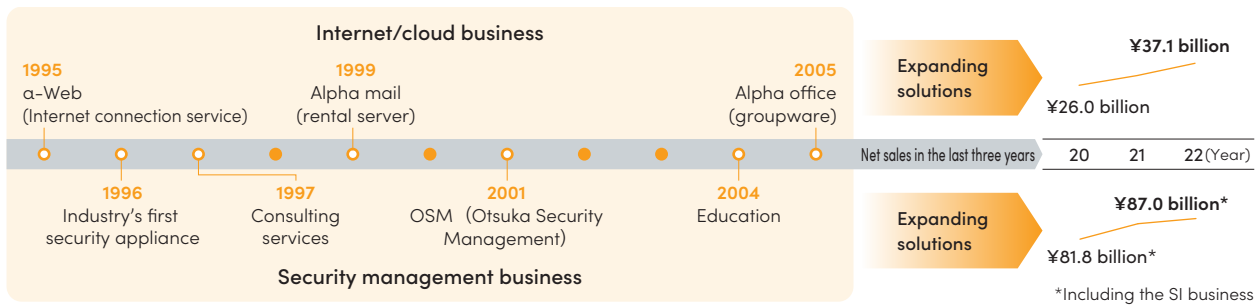 Internet/cloud business
1995
α-Web
(Internet connection service)
1999
Alpha mail
(rental server)
2005
Alpha office
(groupware)
Expanding
solutions
¥37.1 billion
¥26.0 billion
Net sales in the last three years
20 21 22 (Year)
1996
Industry's first
security appliance
1997
Consulting
services
2001
OSM (Otsuka Security
Management)
2004
Education
Security management business
Expanding
solutions
¥87.0 billion*
¥81.8 billion*
*Including the SI business